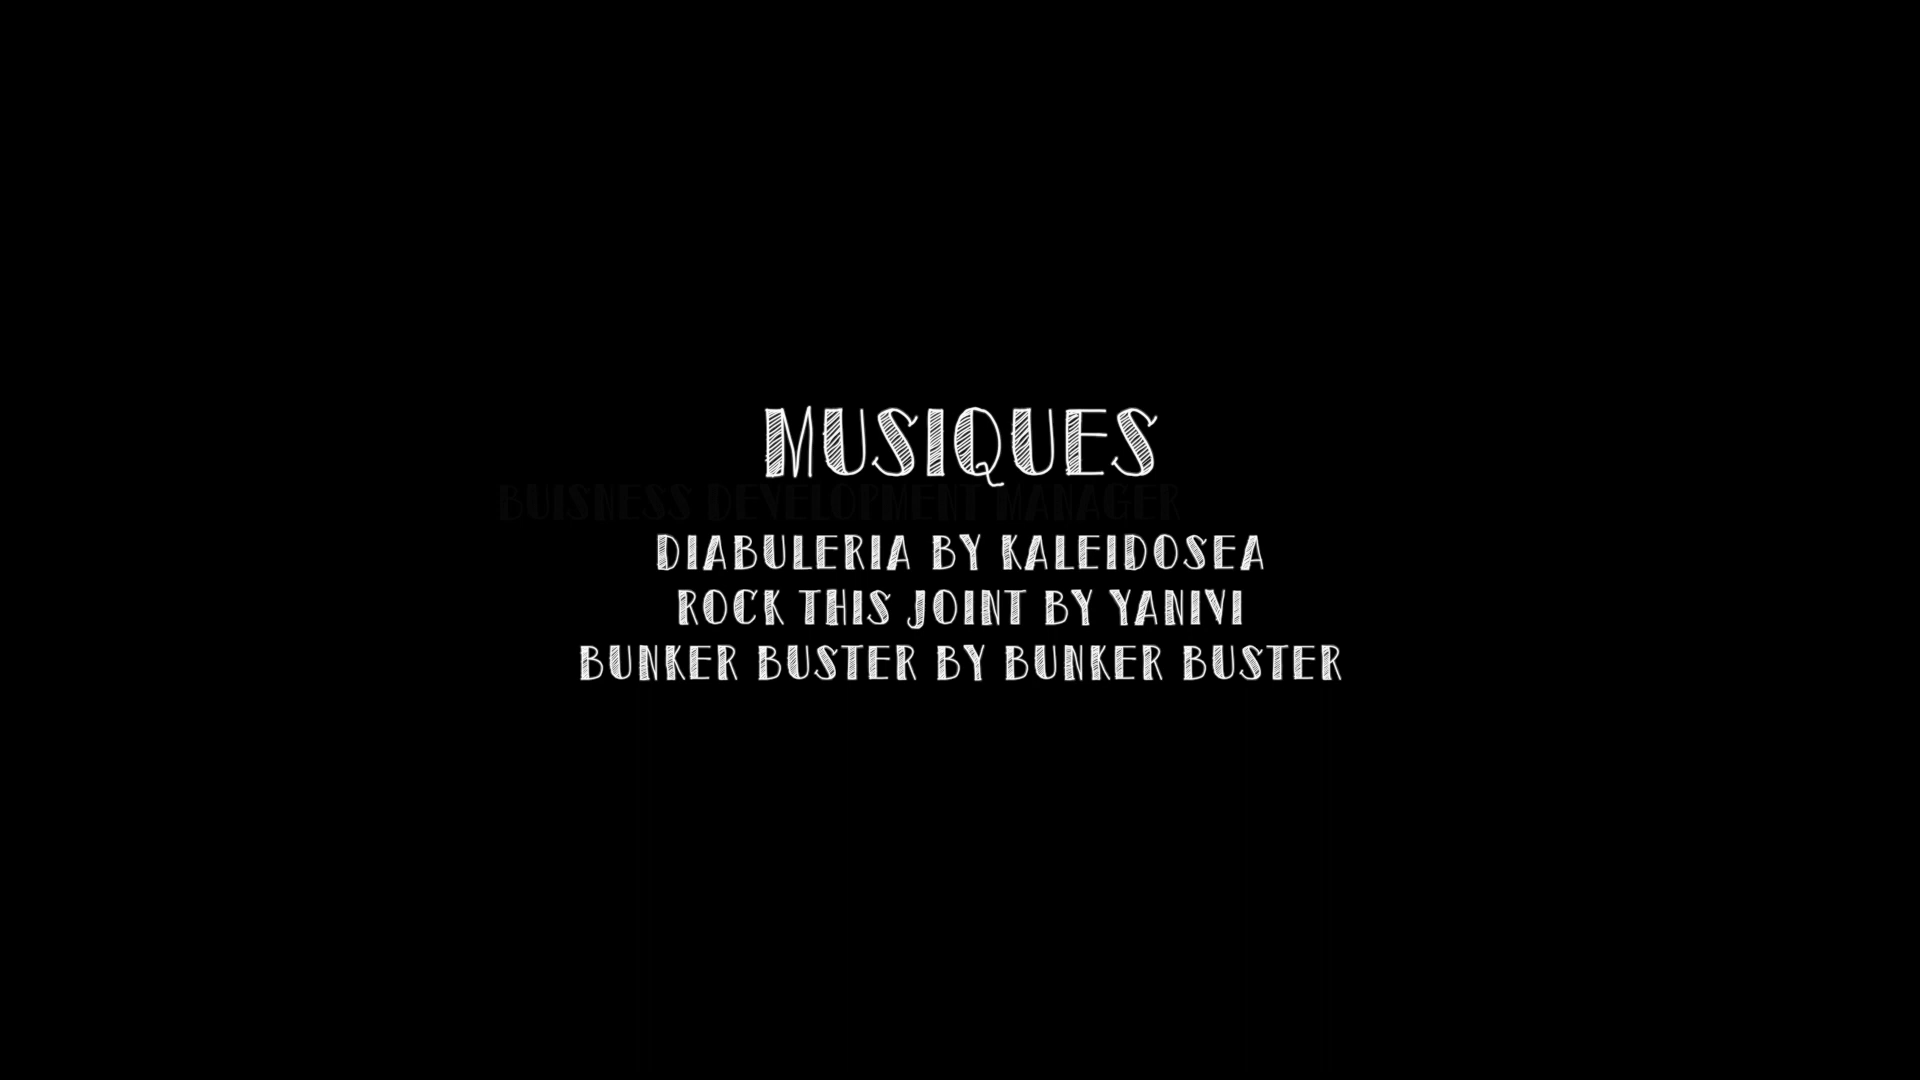 MUSIQUES
BUISNESS DEVELOPMENT MANAGER
DIABULERIA BY KALEIDOSEA
ROCK THIS JOINT BY YANIVI
BUNKER BUSTER BY BUNKER BUSTER